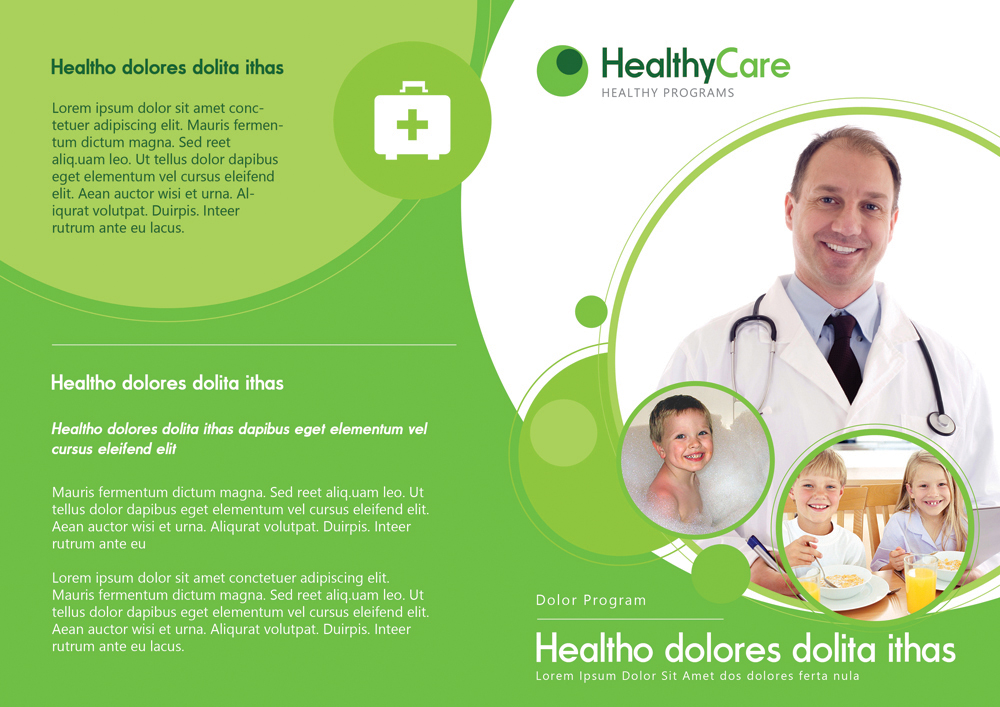 Healtho dolores dolita ithas
Lorem ipsum dolor sit amet conc-
tetuer adipiscing elit. Mauris fermen-
tum dictum magna. Sed reet
aliq.uam leo. Ut tellus dolor dapibus
eget elementum vel cursus eleifend
elit. Aean auctor wisi et urna. Al-
iqurat volutpat. Duirpis. Inteer
rutrum ante eu lacus.
Healtho dolores dolita ithas
Healtho dolores dolita ithas dapibus eget elementum vel
cursus eleifend elit
Mauris fermentum dictum magna. Sed reet aliq.uam leo. Ut
tellus dolor dapibus eget elementum vel cursus eleifend elit.
Aean auctor wisi et urna. Aliqurat volutpat. Duirpis. Inteer
rutrum ante eu
Lorem ipsum dolor sit amet conctetuer adipiscing elit.
Mauris fermentum dictum magna. Sed reet aliq.uam leo. Ut
tellus dolor dapibus eget elementum vel cursus eleifend elit.
Aean auctor wisi et urna. Aliqurat volutpat. Duirpis. Inteer
rutrum ante eu lacus.
HealthyCare
HEALTHY PROGRAMS
Dolor Program
Healtho dolores dolita ithas
Lorem Ipsum Dolor Sit Amet dos dolores ferta nula